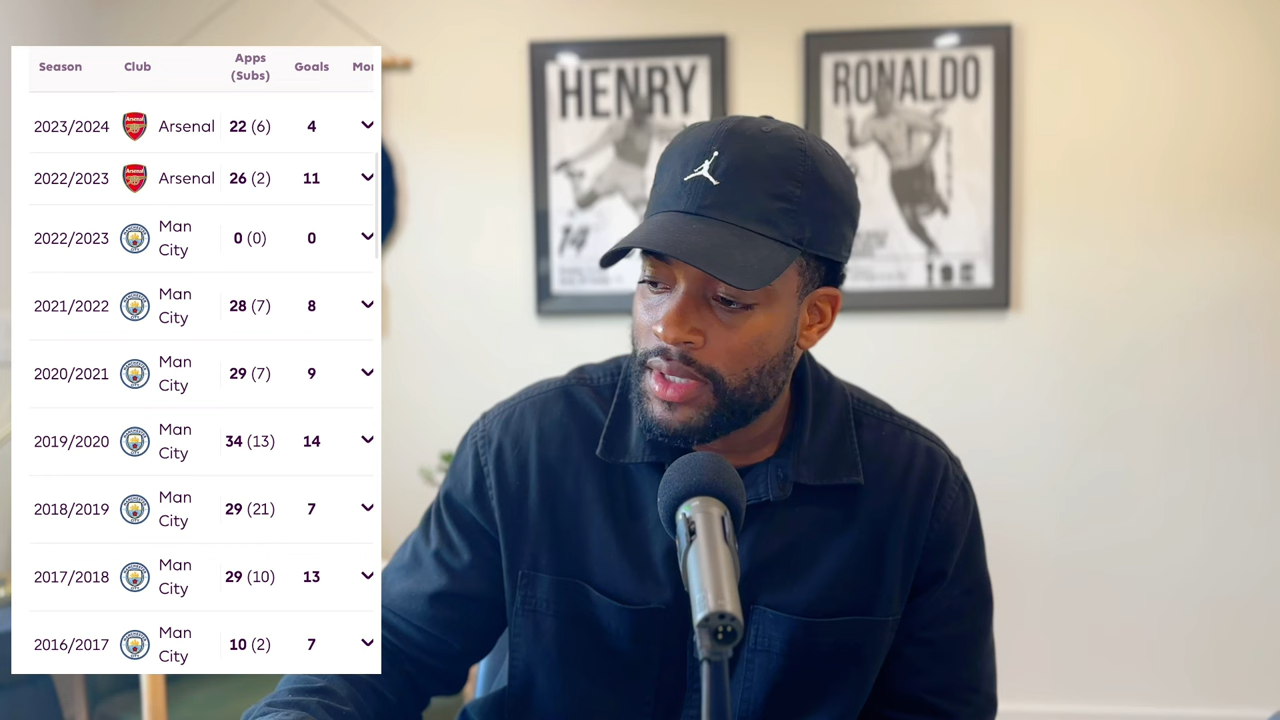 Season Club Apps (Subs) Goals Mor
2023/2024 Arsenal 22 (6) 4
2022/2023 Arsenal 26 (2) 11
2022/2023 Man City 0 (0) 0
2021/2022 Man City 28 (7) 8
2020/2021 Man City 29 (7) 9
2019/2020 Man City 34 (13) 14
2018/2019 Man City 29 (21) 7
2017/2018 Man City 29 (10) 13
2016/2017 Man City 10 (2) 7
HENRY
14
RONALDO